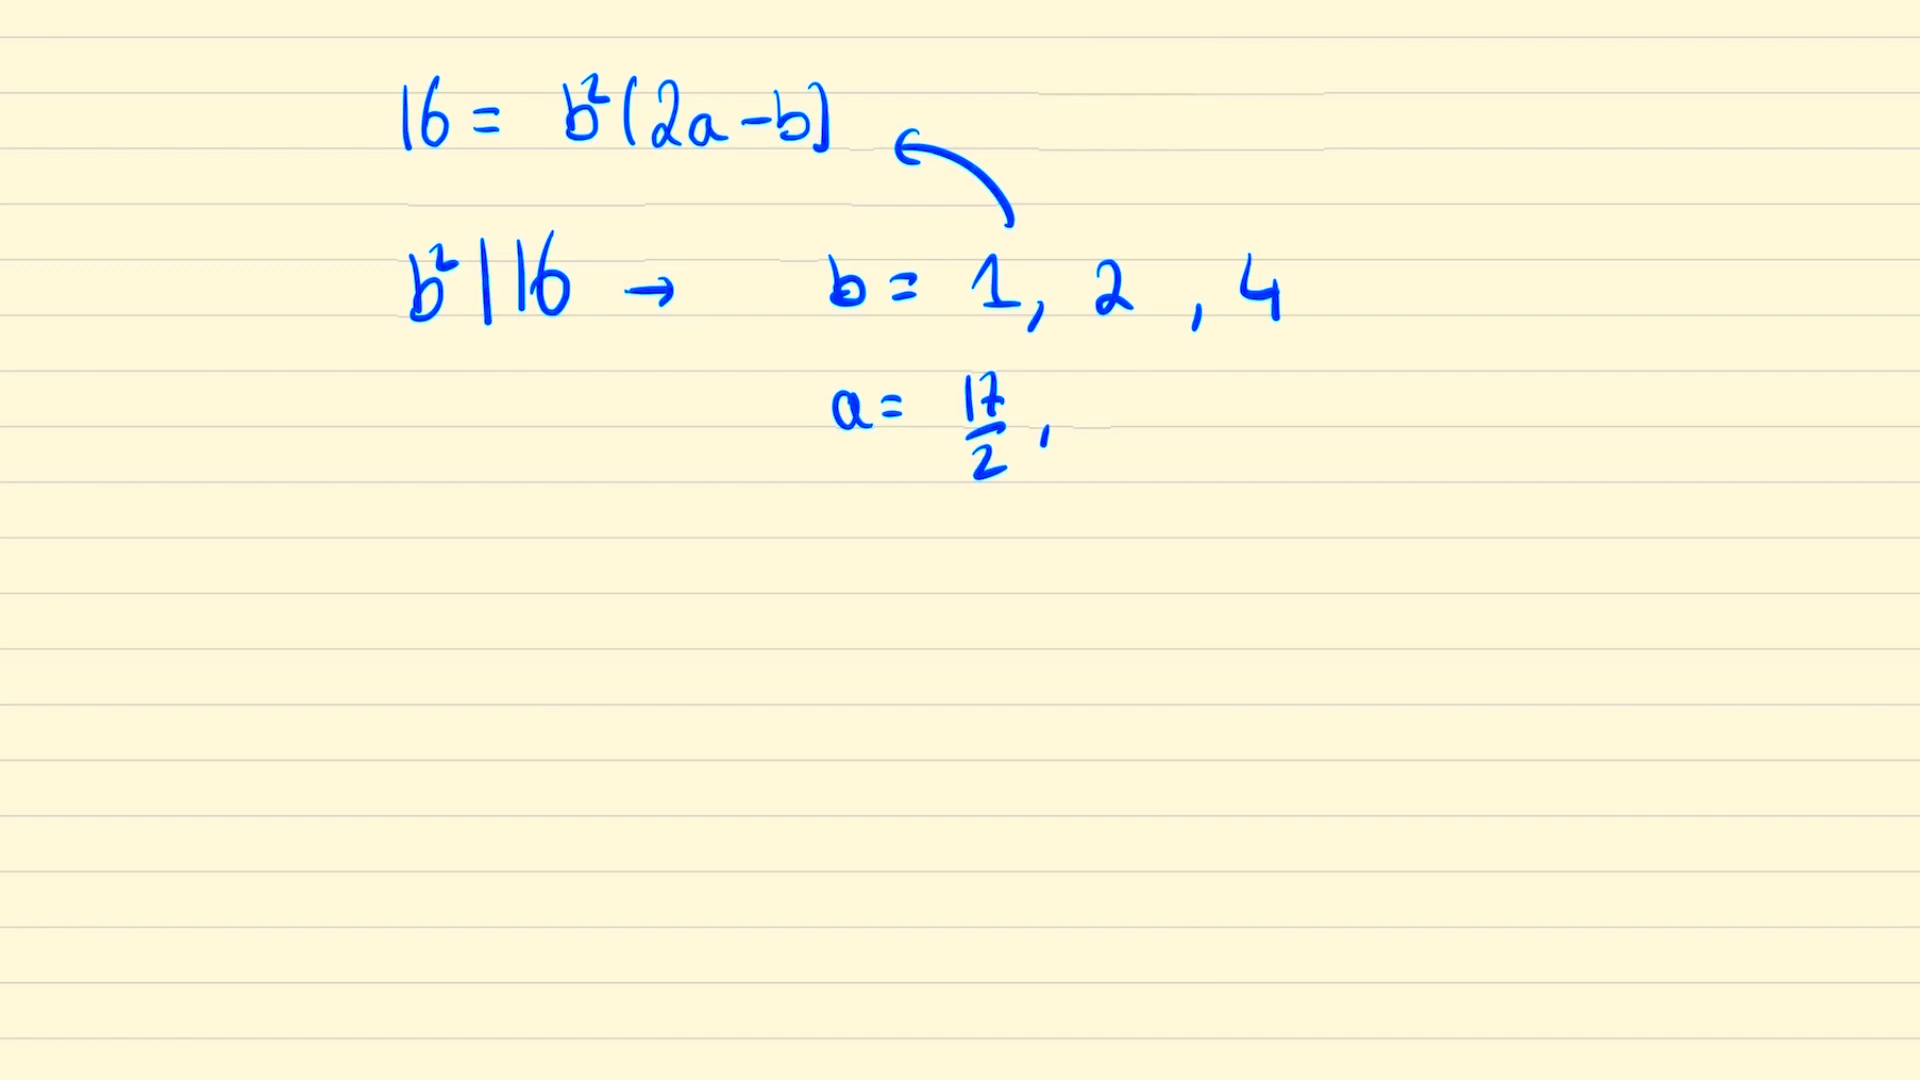 16 = b²(2a-b)
b²|16 → b = 1, 2, 4
a = 17/2,